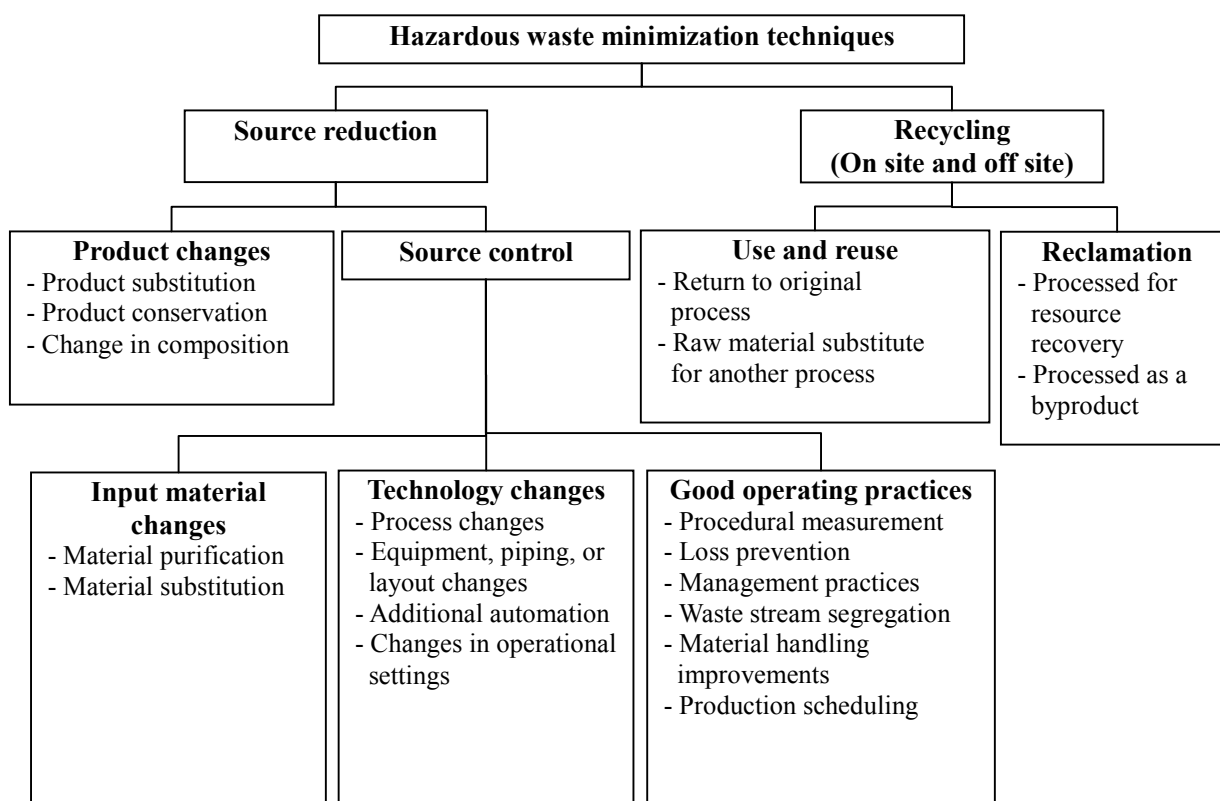 Hazardous waste minimization techniques
Source reduction
Recycling
(On site and off site)
Product changes
- Product substitution
- Product conservation
- Change in composition
Source control
Use and reuse
- Return to original
process
- Raw material substitute
for another process
Reclamation
- Processed for
resource
recovery
- Processed as a
byproduct
Input material
changes
- Material purification
- Material substitution
Technology changes
- Process changes
- Equipment, piping, or
layout changes
- Additional automation
- Changes in operational
settings
Good operating practices
- Procedural measurement
- Loss prevention
- Management practices
- Waste stream segregation
- Material handling
improvements
- Production scheduling